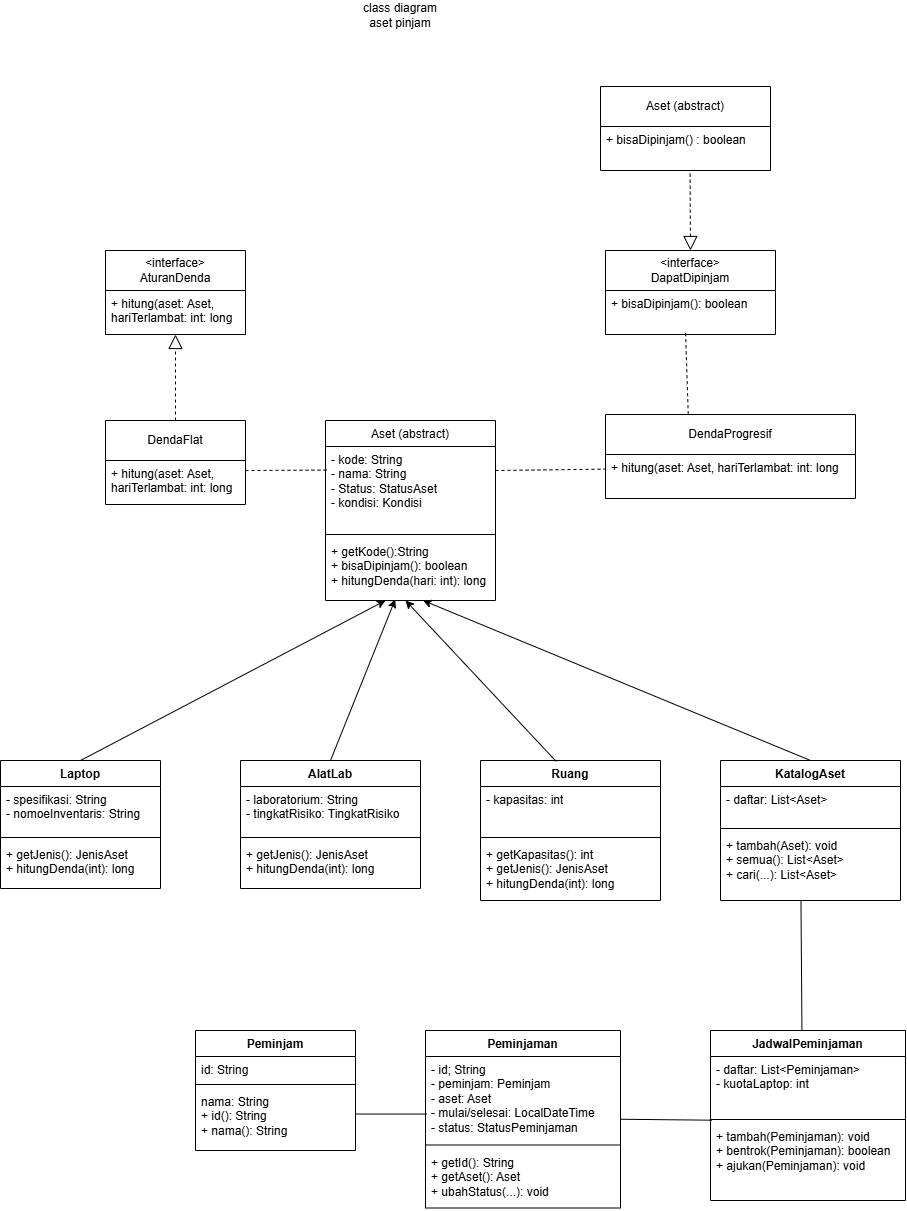 class diagram
aset pinjam
Aset (abstract)
+ bisaDipinjam() : boolean
<interface>
AturanDenda
+ hitung(aset: Aset,
hariTerlambat: int: long
<interface>
DapatDipinjam
+ bisaDipinjam(): boolean
DendaFlat
+ hitung(aset: Aset,
hariTerlambat: int: long
Aset (abstract)
- kode: String
- nama: String
- Status: StatusAset
- kondisi: Kondisi
+ getKode():String
+ bisaDipinjam(): boolean
+ hitungDenda(hari: int): long
DendaProgresif
+ hitung(aset: Aset, hariTerlambat: int: long
Laptop
- spesifikasi: String
- nomoeInventaris: String
+ getJenis(): JenisAset
+ hitungDenda(int): long
AlatLab
- laboratorium: String
- tingkatRisiko: TingkatRisiko
+ getJenis(): JenisAset
+ hitungDenda(int): long
Ruang
- kapasitas: int
+ getKapasitas(): int
+ getJenis(): JenisAset
+ hitungDenda(int): long
KatalogAset
- daftar: List<Aset>
+ tambah(Aset): void
+ semua(): List<Aset>
+ cari(...): List<Aset>
Peminjam
id: String
nama: String
+ id(): String
+ nama(): String
Peminjaman
- id; String
- peminjam: Peminjam
- aset: Aset
- mulai/selesai: LocalDateTime
- status: StatusPeminjaman
+ getId(): String
+ getAset(): Aset
+ ubahStatus(...): void
JadwalPeminjaman
- daftar: List<Peminjaman>
- kuotaLaptop: int
+ tambah(Peminjaman): void
+ bentrok(Peminjaman): boolean
+ ajukan(Peminjaman): void